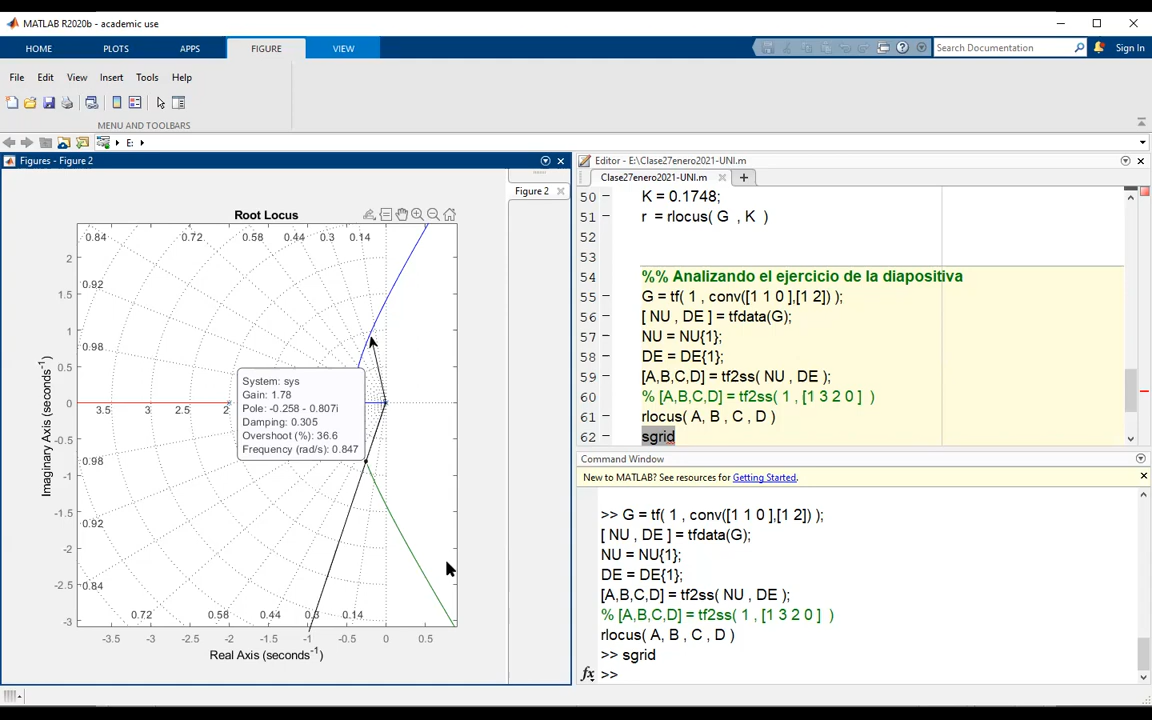 MATLAB R2020b - academic use
HOME
PLOTS
APPS
FIGURE
VIEW
Search Documentation
Sign In
File
Edit
View
Insert
Tools
Help
MENU AND TOOLBARS
E:
Figures - Figure 2
Figure 2
Root Locus
0.84
0.72
0.58
0.44
0.3
0.14
0.92
0.98
3.5
3
2.5
2
0.98
0.92
0.84
0.72
0.58
0.44
0.3
0.14
System: sys
Gain: 1.78
Pole: -0.258 - 0.807i
Damping: 0.305
Overshoot (%): 36.6
Frequency (rad/s): 0.847
2
1.5
1
0.5
0
-0.5
-1
-1.5
-2
-2.5
-3
-3.5
-3
-2.5
-2
-1.5
-1
-0.5
0
0.5
Imaginary Axis (seconds-1)
Real Axis (seconds-1)
Editor - E:\Clase27enero2021-UNI.m
Clase27enero2021-UNI.m
50 K = 0.1748;
51 r = rlocus( G , K )
52
53
54 %% Analizando el ejercicio de la diapositiva
55 G = tf( 1 , conv([1 1 0 ],[1 2]) );
56 [ NU , DE ] = tfdata(G);
57 NU = NU{1};
58 DE = DE{1};
59 [A,B,C,D] = tf2ss( NU , DE );
60 % [A,B,C,D] = tf2ss( 1 , [1 3 2 0 ] )
61 rlocus( A, B , C , D )
62 sgrid
Command Window
New to MATLAB? See resources for Getting Started.
>> G = tf( 1 , conv([1 1 0 ],[1 2]) );
[ NU , DE ] = tfdata(G);
NU = NU{1};
DE = DE{1};
[A,B,C,D] = tf2ss( NU , DE );
% [A,B,C,D] = tf2ss( 1 , [1 3 2 0 ] )
rlocus( A, B , C , D )
>> sgrid
fx >>